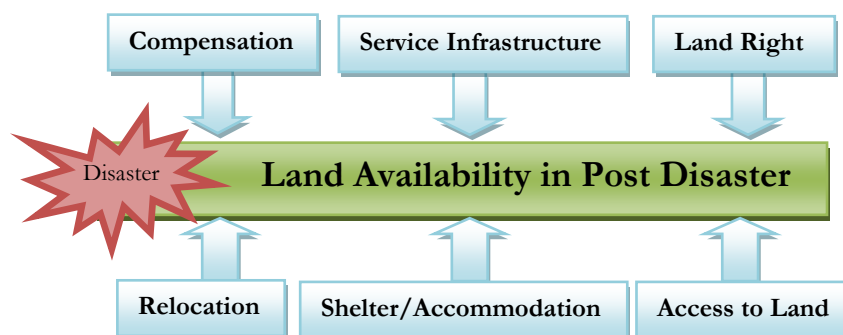 Compensation
Service Infrastructure
Land Right
Disaster
Land Availability in Post Disaster
Relocation
Shelter/Accommodation
Access to Land